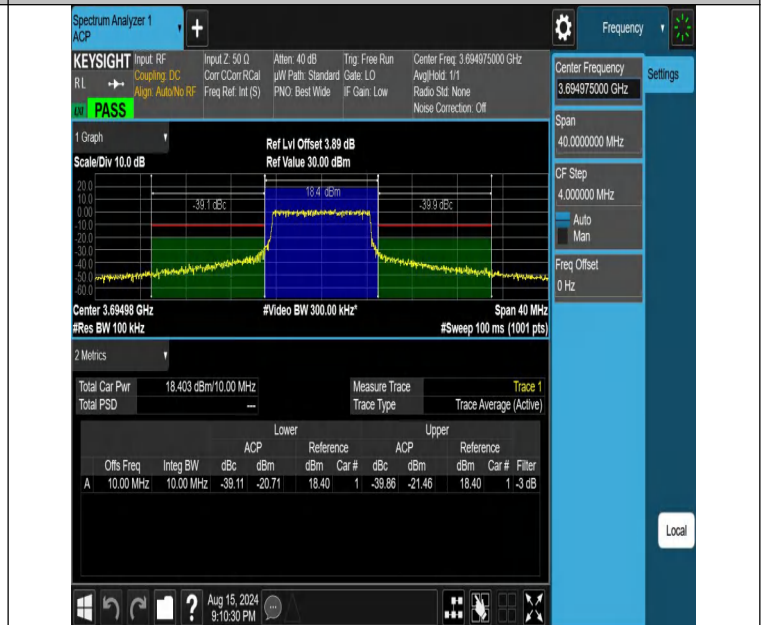 Spectrum Analyzer 1
ACP
+
Frequency
KEYSIGHT
RL
PASS
Input: RF
Coupling: DC
Align: Auto/No RF
Input Z: 50 Ω
Corr CCorr RCal
Freq Ref: Int (S)
Atten: 40 dB
µW Path: Standard
PNO: Best Wide
Trig: Free Run
Gate: LO
IF Gain: Low
Center Freq: 3.694975000 GHz
Avg|Hold: 1/1
Radio Std: None
Noise Correction: Off
Center Frequency
3.694975000 GHz
Settings
Span
40.0000000 MHz
CF Step
4.000000 MHz
Auto
Man
Freq Offset
0 Hz
Local
1 Graph
Scale/Div 10.0 dB
Ref Lvl Offset 3.89 dB
Ref Value 30.00 dBm
20.0
10.0
0.00
-10.0
-20.0
-30.0
-40.0
-50.0
-60.0
-39.1 dBc
18.4 dBm
-39.9 dBc
Center 3.69498 GHz
#Video BW 300.00 kHz*
Span 40 MHz
#Res BW 100 kHz
#Sweep 100 ms (1001 pts)
2 Metrics
Total Car Pwr 18.403 dBm/10.00 MHz
Measure Trace Trace 1
Total PSD ---
Trace Type Trace Average (Active)
Lower Upper
ACP Reference ACP Reference
Offs Freq Integ BW dBc dBm dBm Car # dBc dBm dBm Car # Filter
A 10.00 MHz 10.00 MHz -39.11 -20.71 18.40 1 -39.86 -21.46 18.40 1 -3 dB
?
Aug 15, 2024
9:10:30 PM